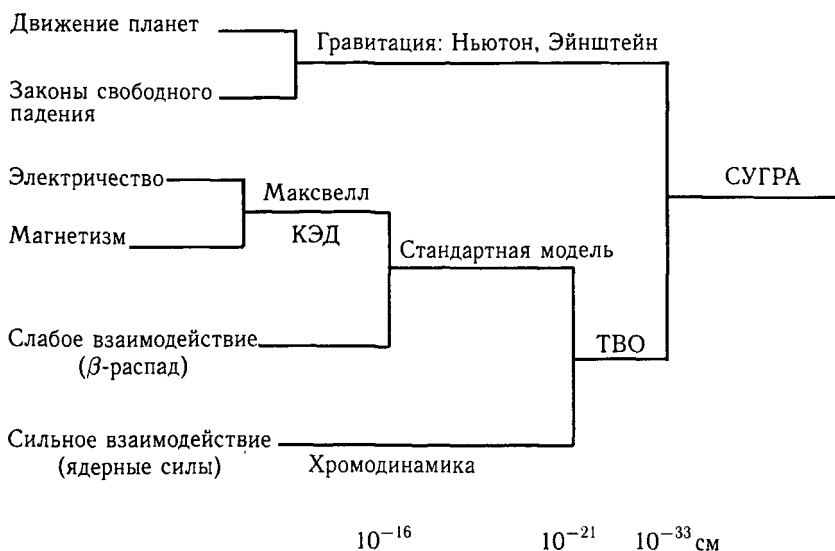 Движение планет
Гравитация: Ньютон, Эйнштейн
Законы свободного
падения
Электричество
Максвелл
СУГРА
Магнетизм
КЭД
Стандартная модель
Слабое взаимодействие
(β-распад)
ТВО
Сильное взаимодействие
(ядерные силы)
Хромодинамика
10⁻¹⁶ 10⁻²¹ 10⁻³³ см